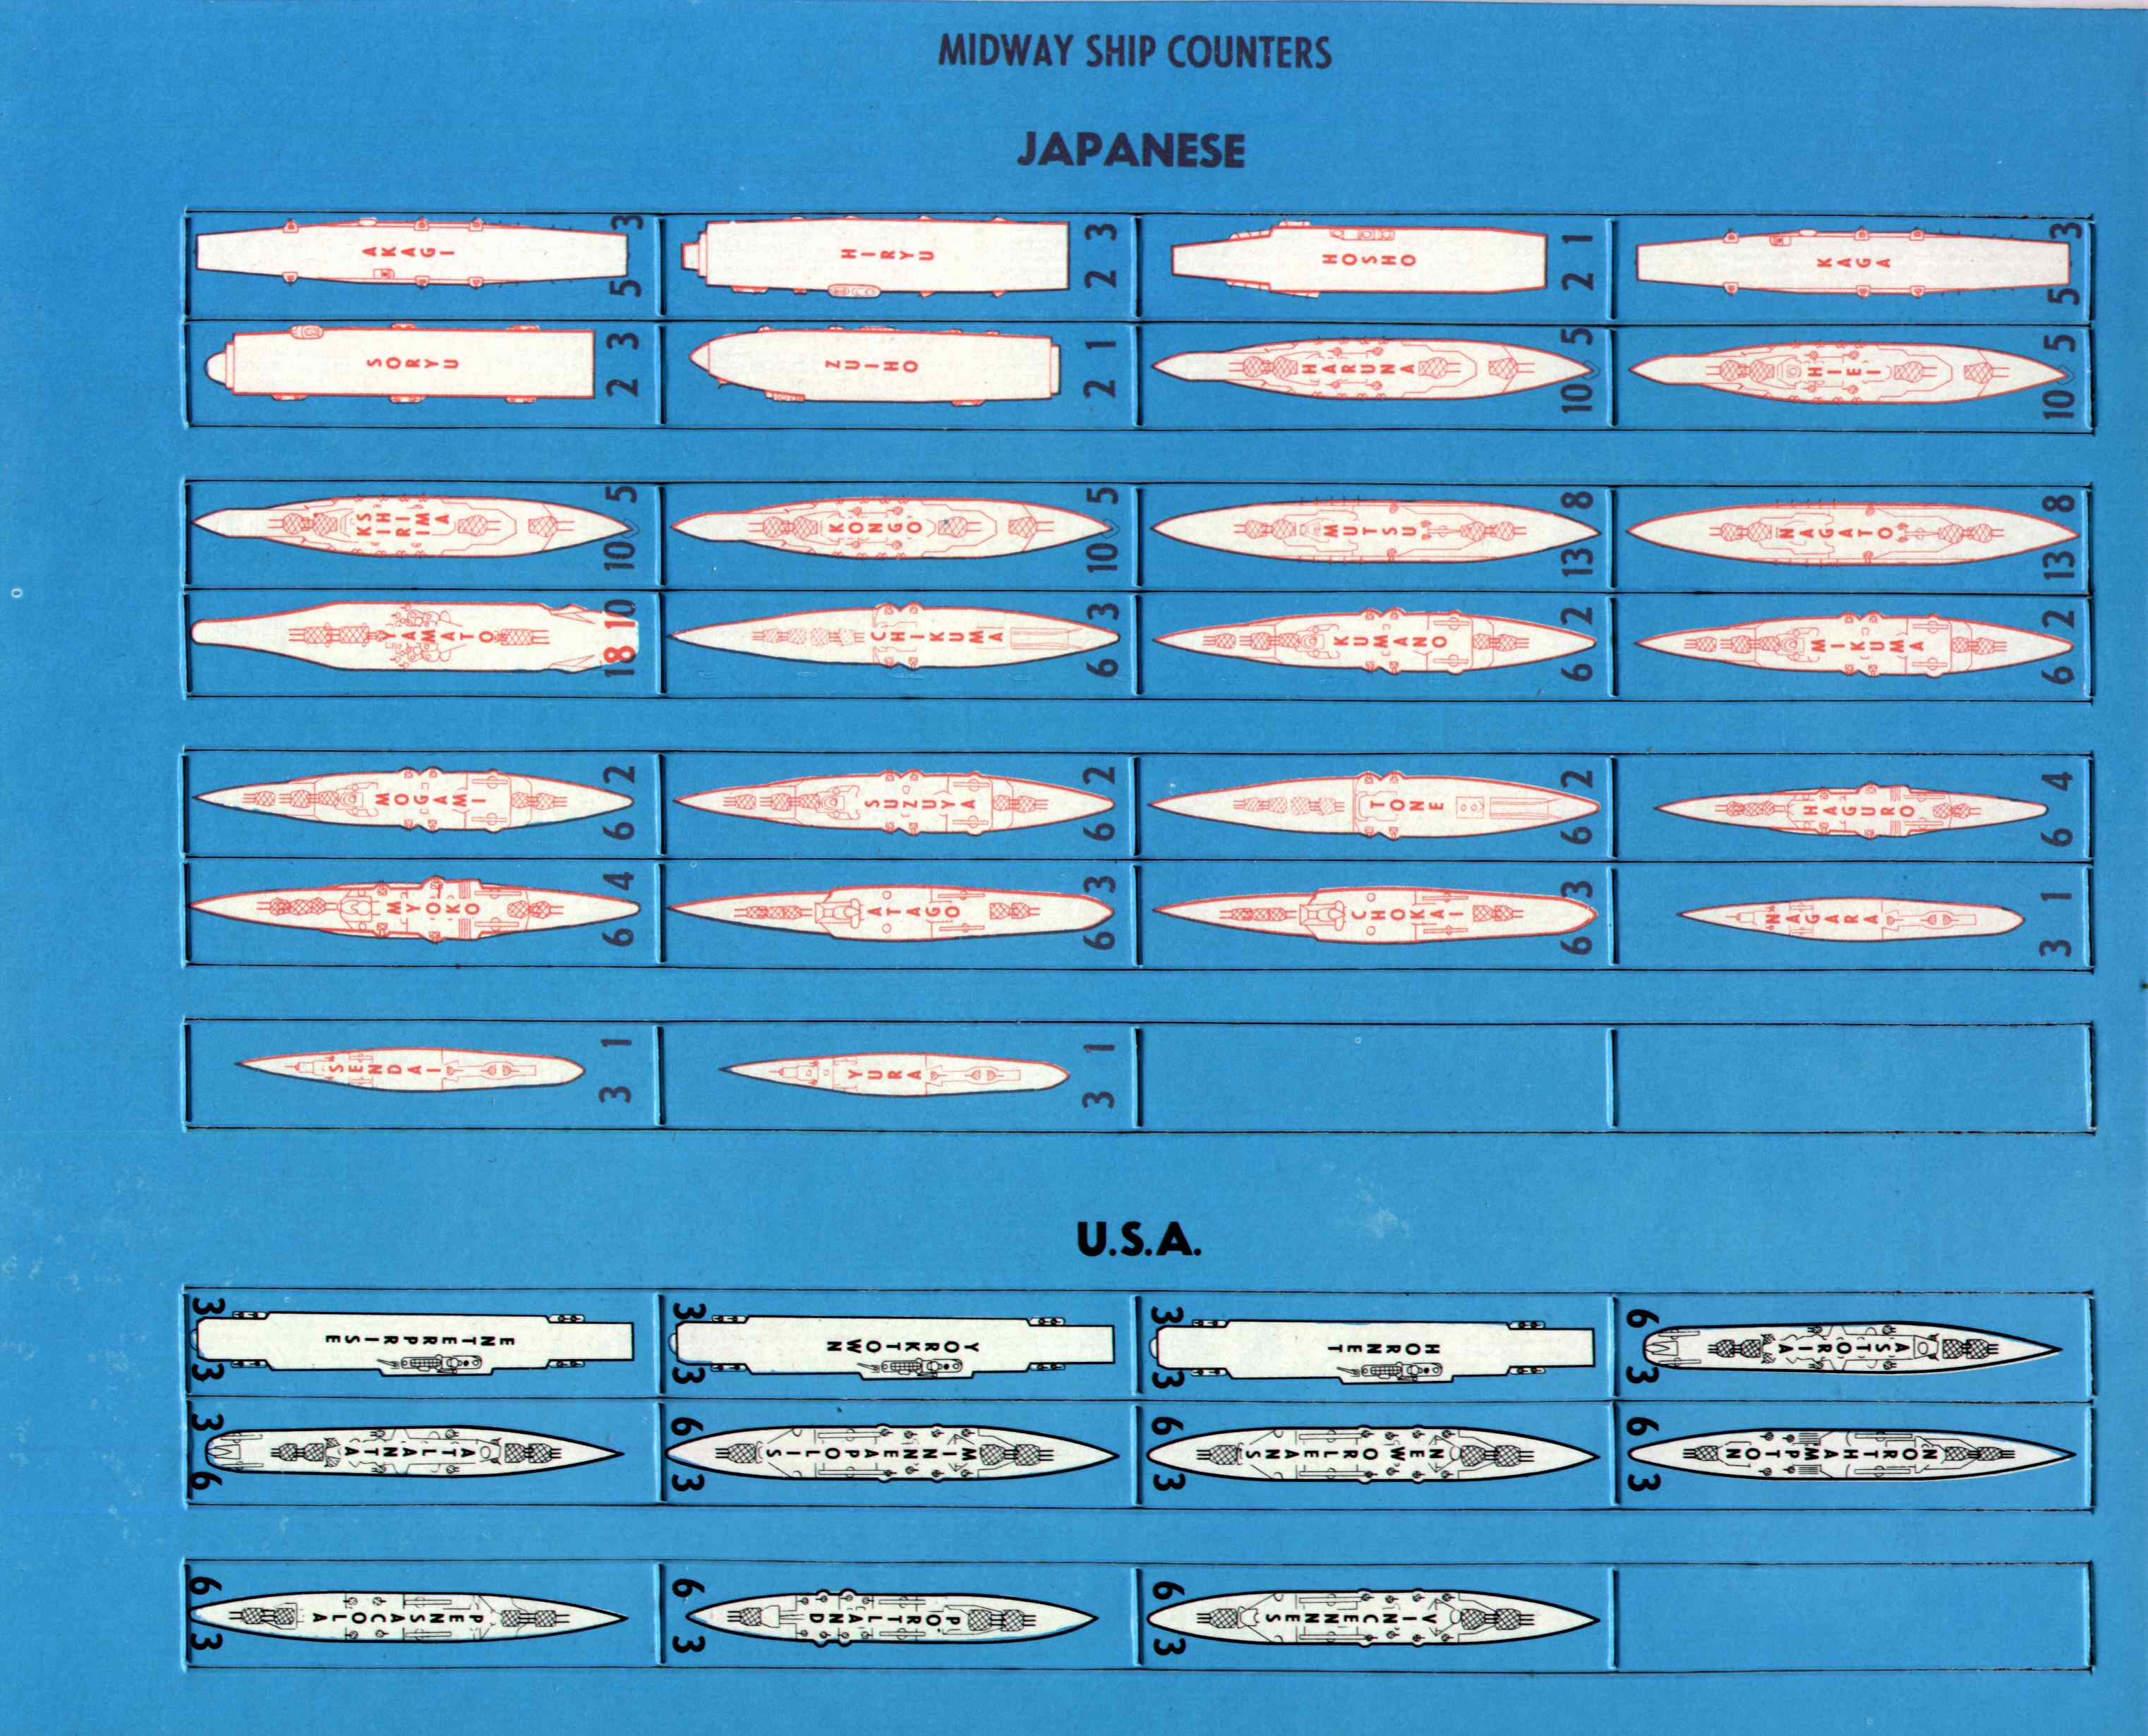 MIDWAY SHIP COUNTERS
JAPANESE
AKAGI
5 3
HIRYU
2 3
HOSHO
2 1
KAGA
5 3
SORYU
2 3
ZUIHO
2 1
HARUNA
10 5
HIEI
10 5
KIRI
SHIMA
10 5
KONGO
10 5
MUTSU
13 8
NAGATO
13 8
YAMATO
18 10
CHIKUMA
6 3
KUMANO
6 2
MIKUMA
6 2
MOGAMI
6 2
SUZUYA
6 2
TONE
6 2
HAGURO
6 4
MYOKO
6 4
ATAGO
6 3
CHOKAI
6 3
NAGARA
3 1
SENDAI
3 1
YURA
3 1
U.S.A.
ENTERPRISE
3 3
YORKTOWN
3 3
HORNET
3 3
ASTORIA
6 3
ATLANTA
3 6
MINNEAPOLIS
6 3
NEW ORLEANS
6 3
NORTHAMPTON
6 3
PENSACOLA
6 3
PORTLAND
6 3
VINCENNES
6 3